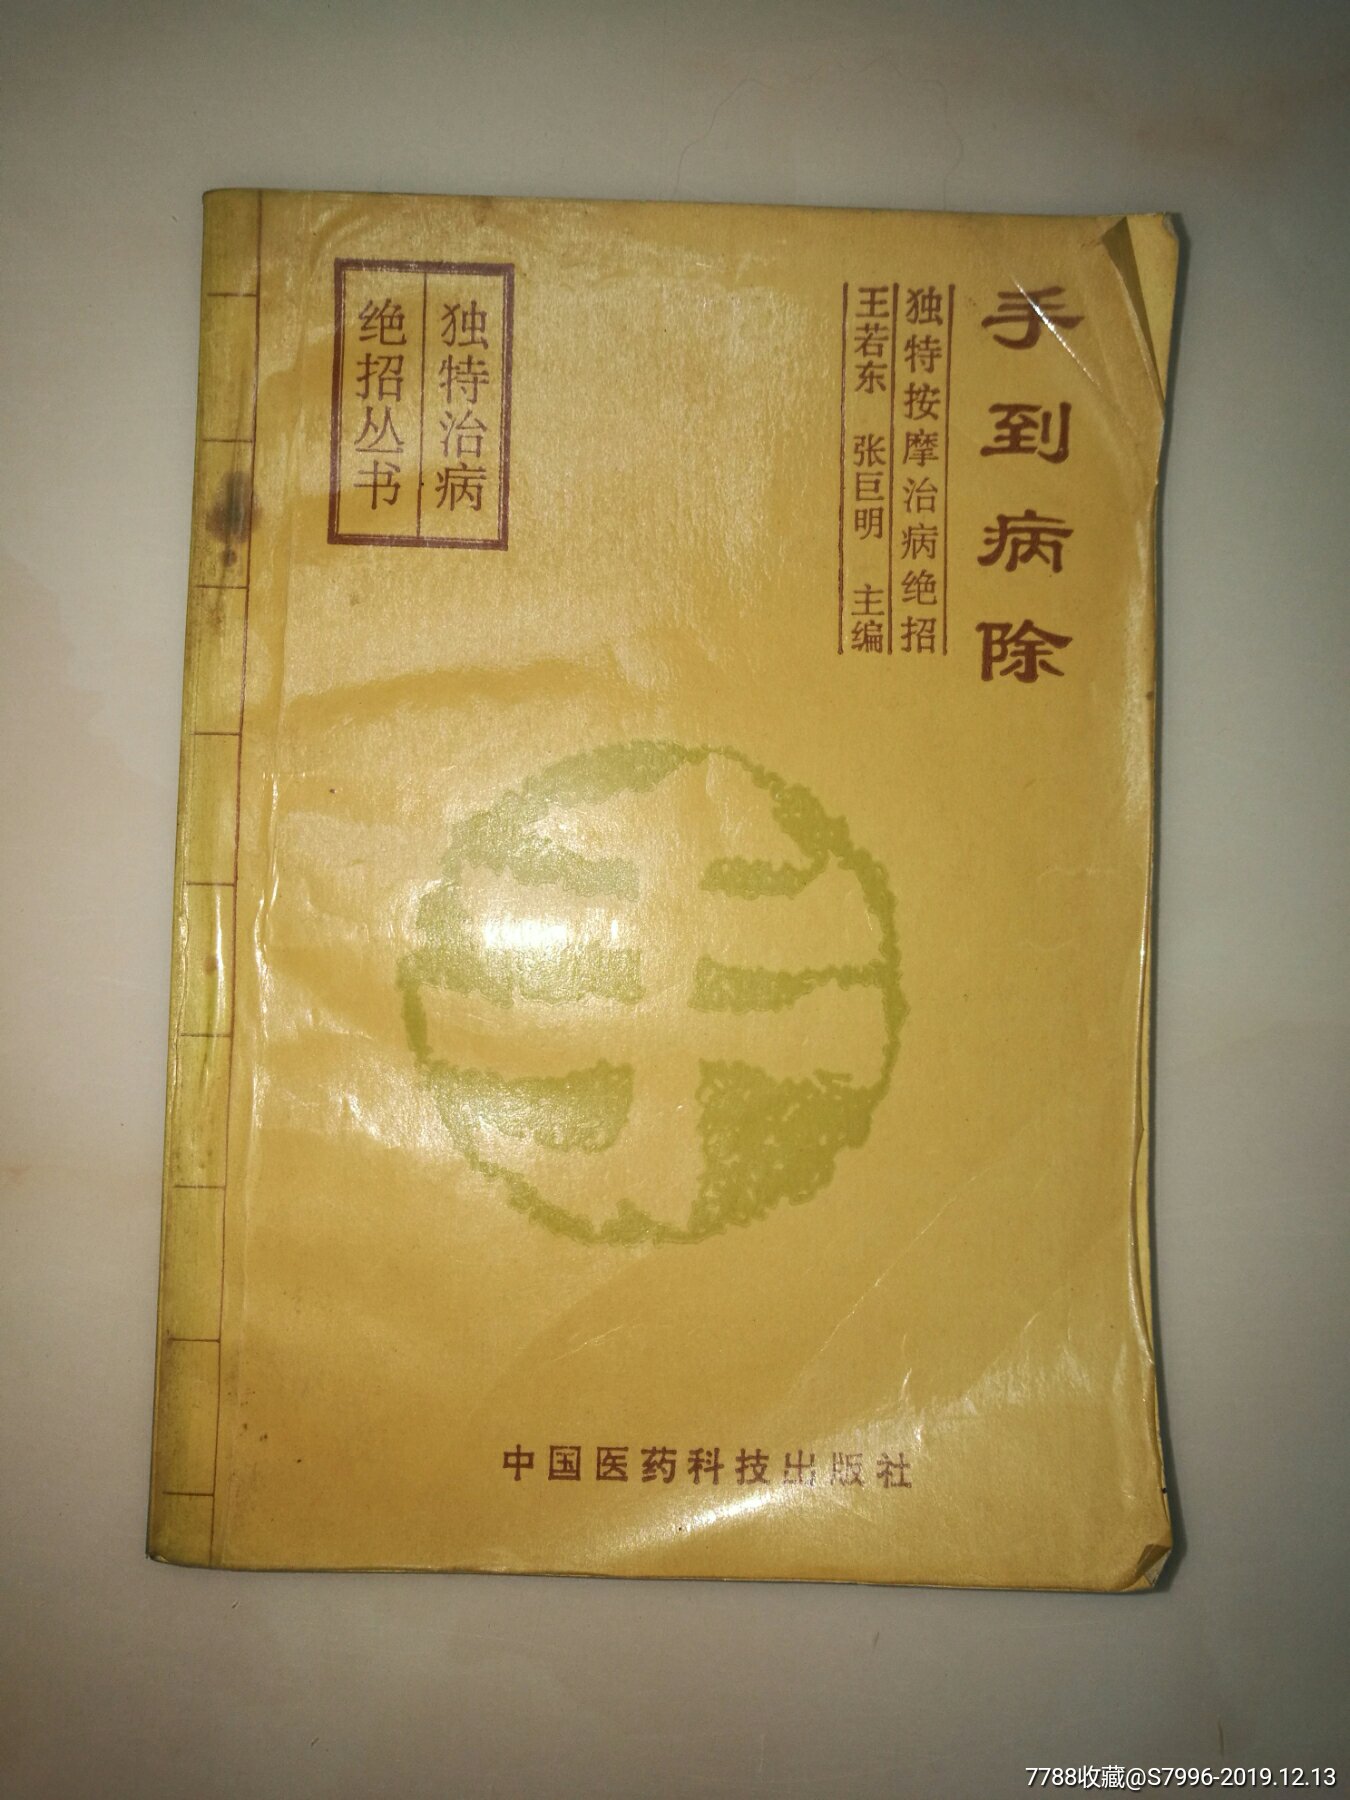 手到病除
独特按摩治病绝招
王若东 张巨明 主编
独特治病
绝招丛书
中国医药科技出版社
7788收藏@S7996-2019.12.13